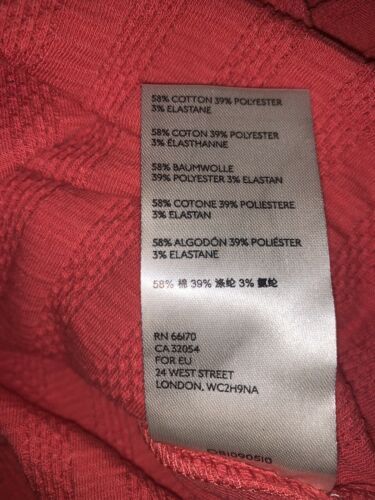 58% COTTON 39% POLYESTER
3% ELASTANE
58% COTON 39% POLYESTER
3% ÉLASTHANNE
58% BAUMWOLLE
39% POLYESTER 3% ELASTAN
58% COTONE 39% POLIESTERE
3% ELASTAN
58% ALGODÓN 39% POLIÉSTER
3% ELASTANE
58% 棉 39% 涤纶 3% 氨纶
RN 66170
CA 32054
FOR EU
24 WEST STREET
LONDON, WC2H9NA